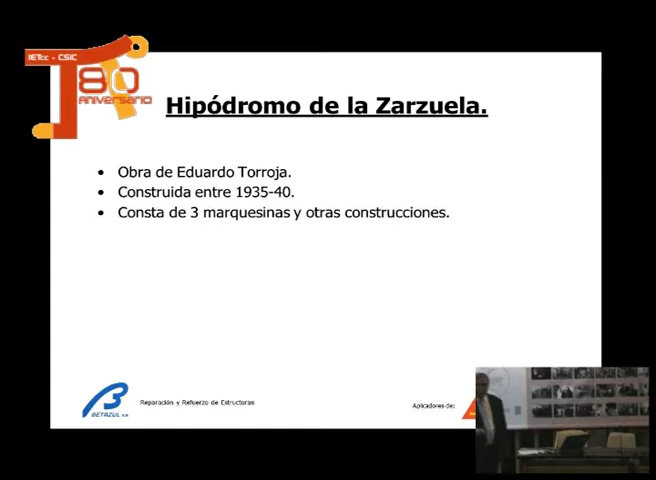 IETcc - CSIC
80
ANIVERSARIO
Hipódromo de la Zarzuela.
• Obra de Eduardo Torroja.
• Construida entre 1935-40.
• Consta de 3 marquesinas y otras construcciones.
BETAZUL S.A.
Reparación y Refuerzo de Estructuras
Aplicadores de: